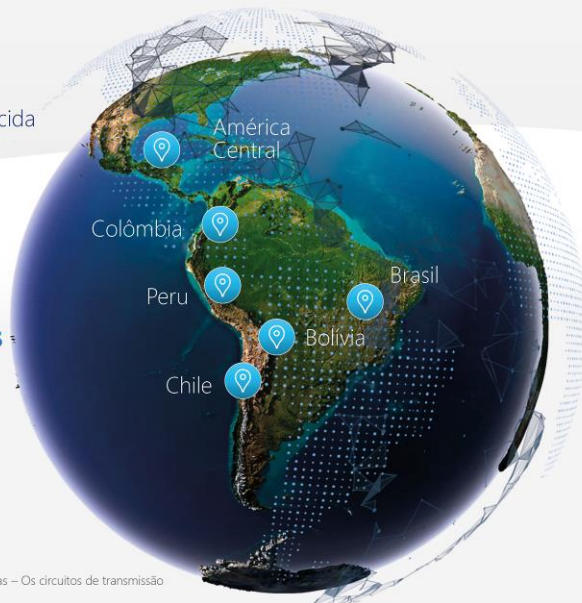 cida
América
Central
Colômbia
Brasil
Peru
Bolívia
Chile
as – Os circuitos de transmissão